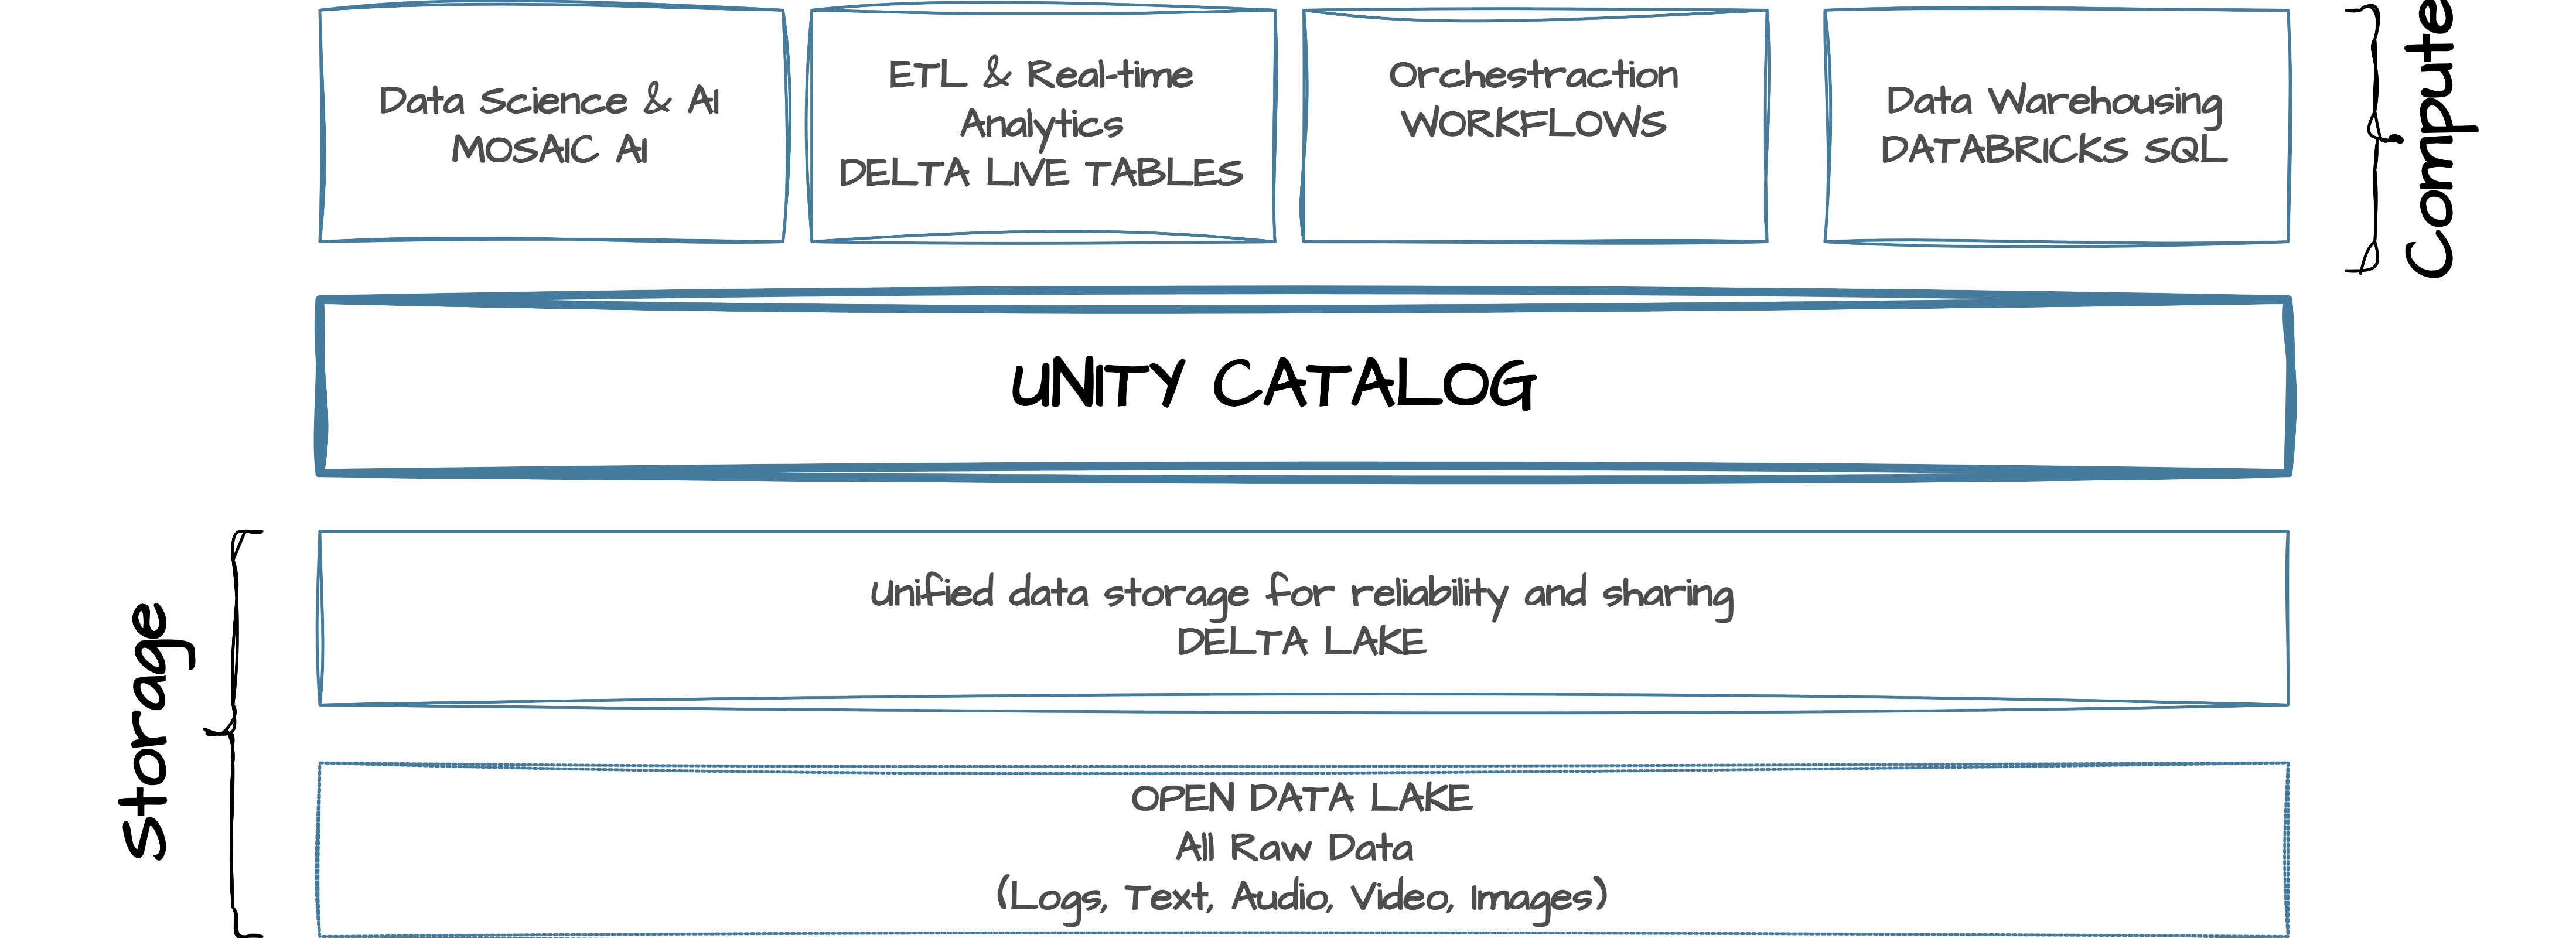 Data Science & AI
MOSAIC AI
ETL & Real-time
Analytics
DELTA LIVE TABLES
Orchestraction
WORKFLOWS
Data Warehousing
DATABRICKS SQL
Compute
UNITY CATALOG
Storage
Unified data storage for reliability and sharing
DELTA LAKE
OPEN DATA LAKE
All Raw Data
(Logs, Text, Audio, Video, Images)